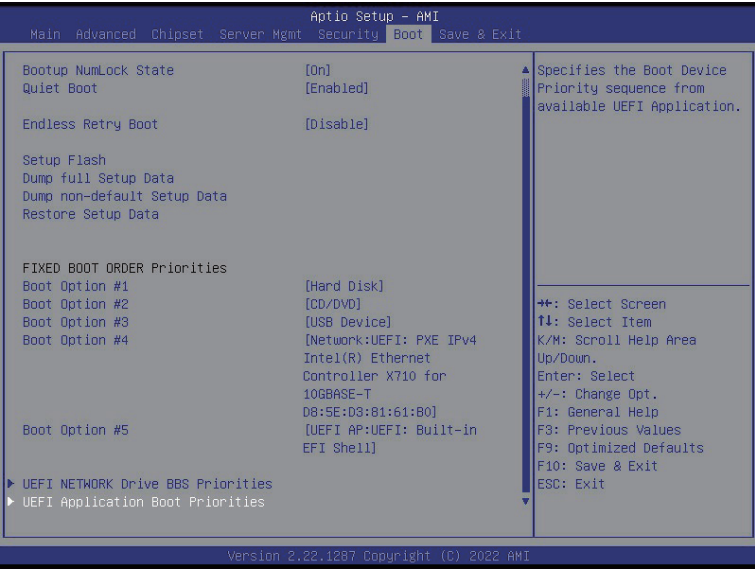 Aptio Setup – AMI
Main Advanced Chipset Server Mgmt Security Boot Save & Exit
Bootup NumLock State [On]
Quiet Boot [Enabled]
Endless Retry Boot [Disable]
Setup Flash
Dump full Setup Data
Dump non-default Setup Data
Restore Setup Data
FIXED BOOT ORDER Priorities
Boot Option #1 [Hard Disk]
Boot Option #2 [CD/DVD]
Boot Option #3 [USB Device]
Boot Option #4 [Network:UEFI: PXE IPv4
Intel(R) Ethernet
Controller X710 for
10GBASE-T
D8:5E:D3:81:61:B0]
Boot Option #5 [UEFI AP:UEFI: Built-in
EFI Shell]
UEFI NETWORK Drive BBS Priorities
UEFI Application Boot Priorities
Specifies the Boot Device
Priority sequence from
available UEFI Application.
→←: Select Screen
↑↓: Select Item
K/M: Scroll Help Area
Up/Down.
Enter: Select
+/-: Change Opt.
F1: General Help
F3: Previous Values
F9: Optimized Defaults
F10: Save & Exit
ESC: Exit
Version 2.22.1287 Copyright (C) 2022 AMI